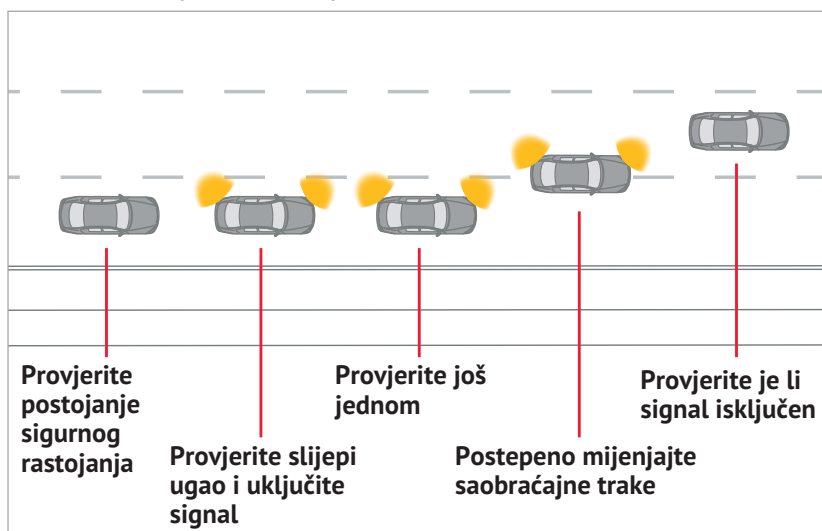 Provjerite
postojanje
sigurnog
rastojanja
Provjerite slijepi
ugao i uključite
signal
Provjerite još
jednom
Postepeno mijenjajte
saobraćajne trake
Provjerite je li
signal isključen